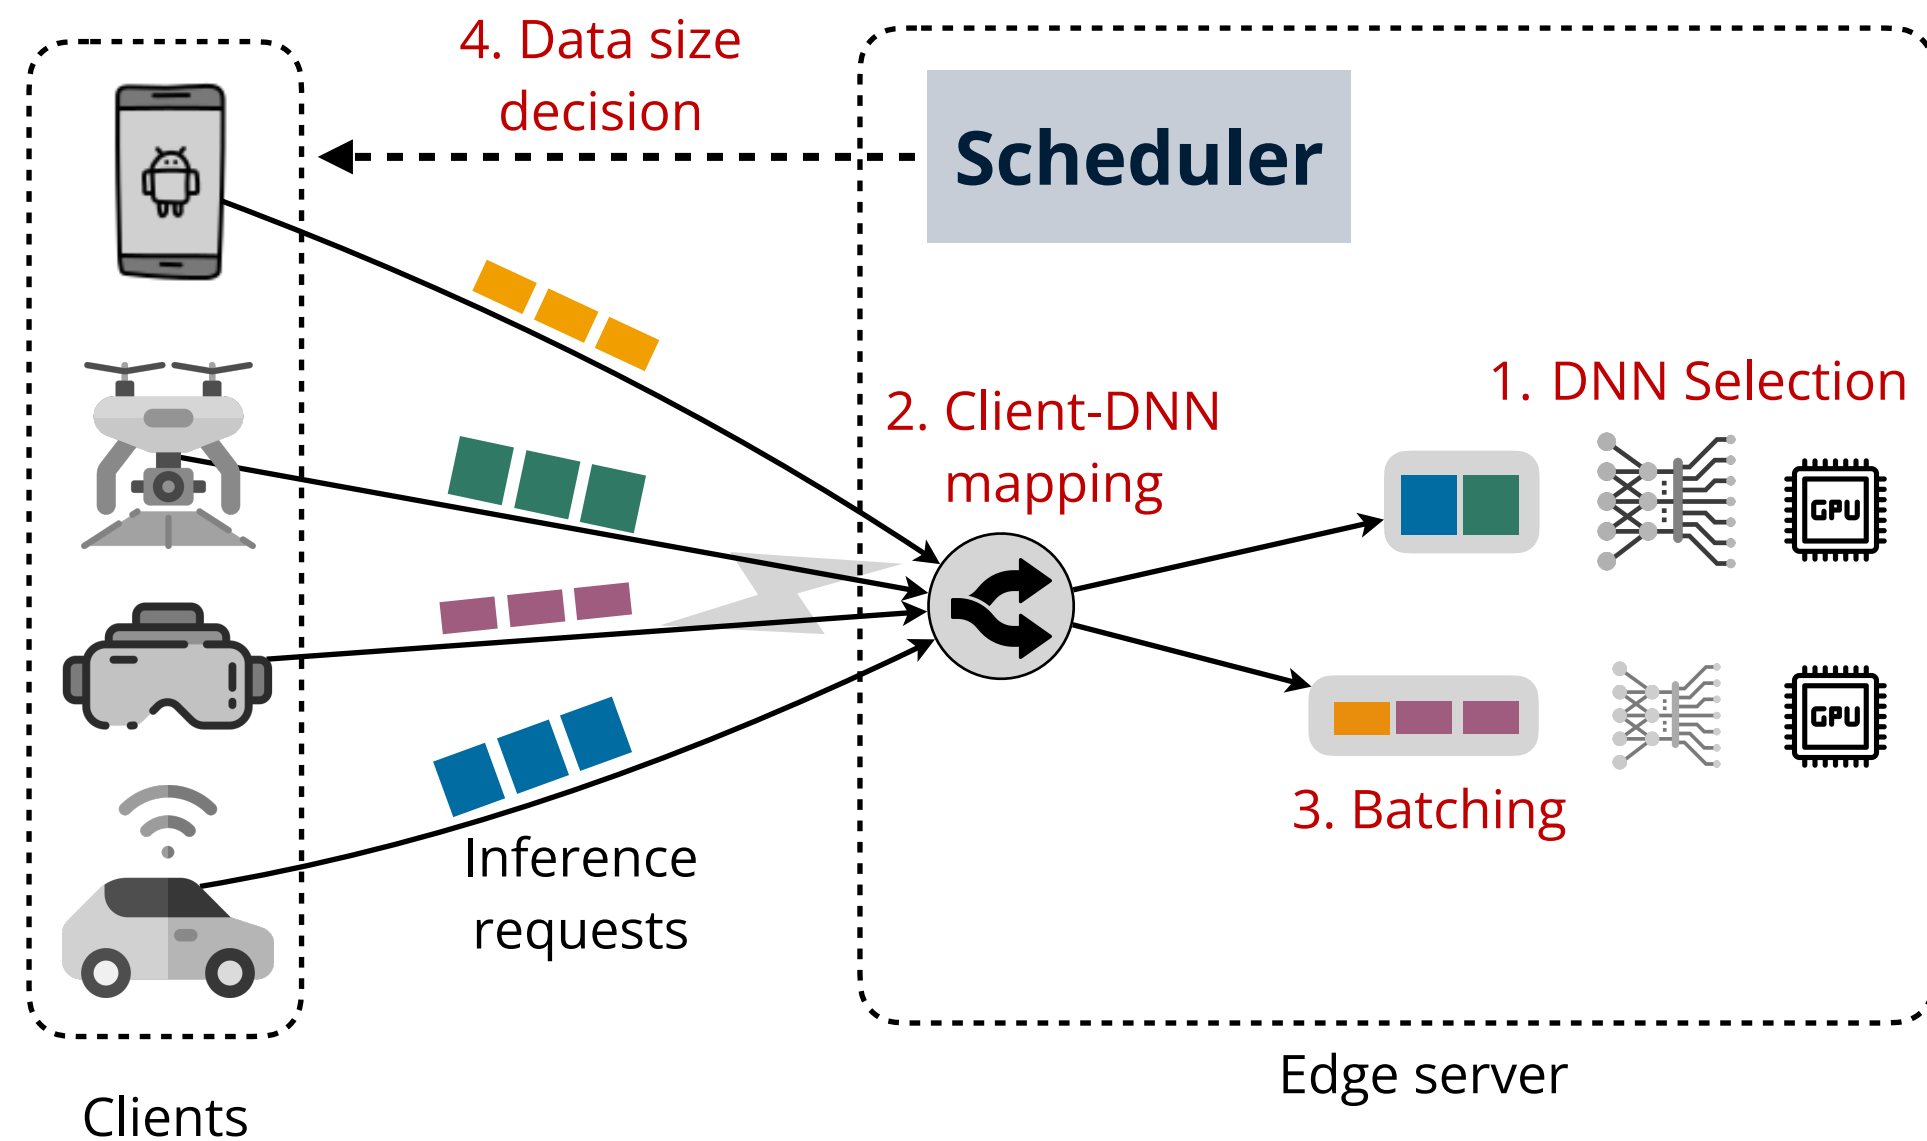 4. Data size
decision
Scheduler
2. Client-DNN
mapping
1. DNN Selection
GPU
GPU
3. Batching
Inference
requests
Edge server
Clients